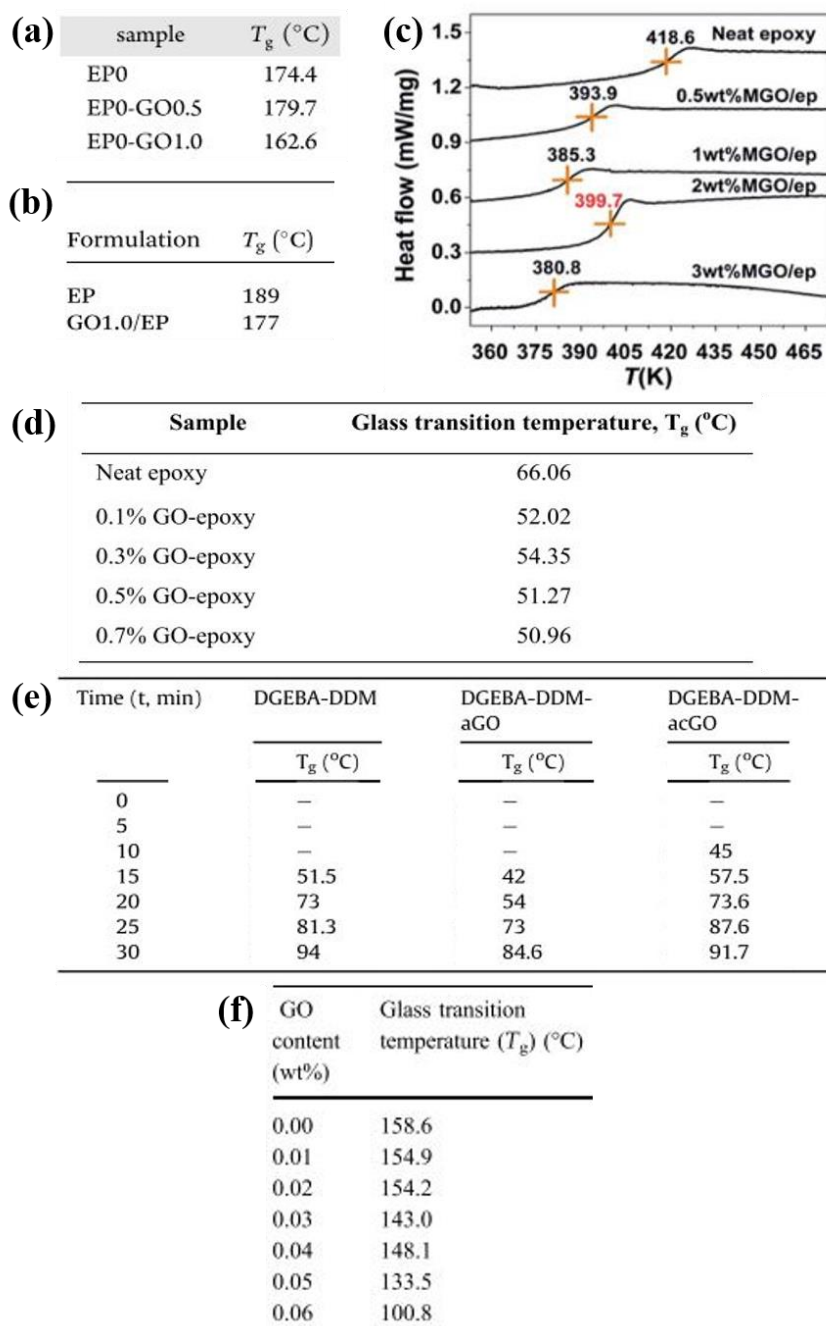 (a)
sample T_g (°C)
EP0 174.4
EP0-GO0.5 179.7
EP0-GO1.0 162.6
(b)
Formulation T_g (°C)
EP 189
GO1.0/EP 177
(c)
Heat flow (mW/mg)
1.5
1.2
0.9
0.6
0.3
0.0
418.6 Neat epoxy
393.9 0.5wt%MGO/ep
385.3 1wt%MGO/ep
399.7 2wt%MGO/ep
380.8 3wt%MGO/ep
360 375 390 405 420 435 450 465
T(K)
(d)
Sample Glass transition temperature, T_g (°C)
Neat epoxy 66.06
0.1% GO-epoxy 52.02
0.3% GO-epoxy 54.35
0.5% GO-epoxy 51.27
0.7% GO-epoxy 50.96
(e)
Time (t, min) DGEBA-DDM DGEBA-DDM- DGEBA-DDM-
aGO acGO
T_g (°C) T_g (°C) T_g (°C)
0 – – –
5 – – –
10 – – 45
15 51.5 42 57.5
20 73 54 73.6
25 81.3 73 87.6
30 94 84.6 91.7
(f)
GO Glass transition
content temperature (T_g) (°C)
(wt%)
0.00 158.6
0.01 154.9
0.02 154.2
0.03 143.0
0.04 148.1
0.05 133.5
0.06 100.8